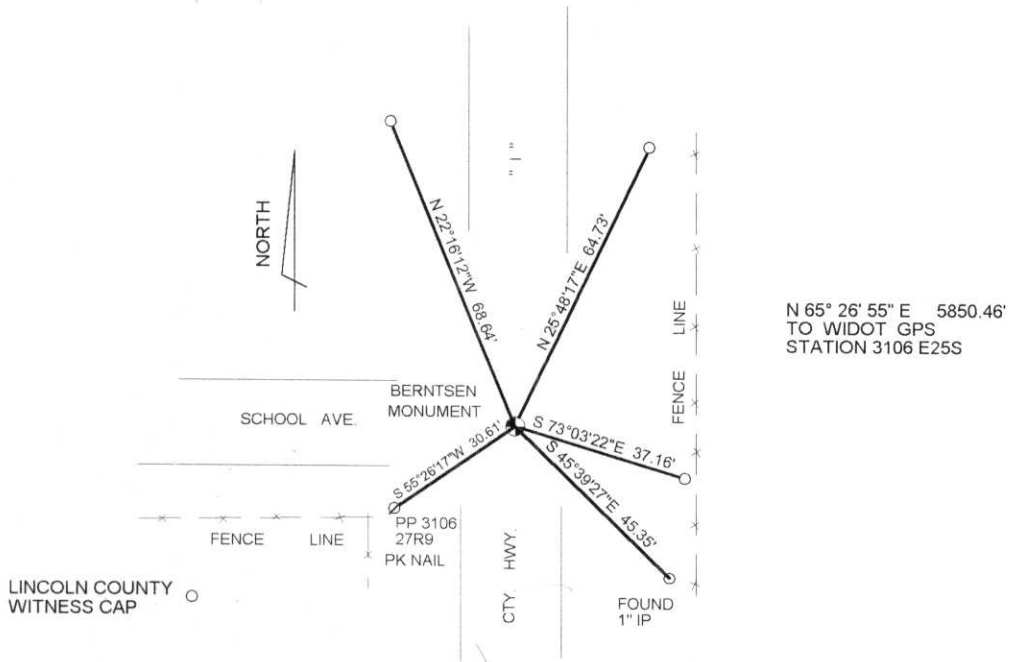 " I "
NORTH
N 22°16'12"W 68.64'
N 25°48'17"E 64.73'
N 65° 26' 55" E 5850.46'
TO WIDOT GPS
STATION 3106 E25S
FENCE LINE
BERNTSEN
MONUMENT
SCHOOL AVE.
S 73°03'22"E 37.16'
S 55°26'17"W 30.61'
S 45°39'27"E 45.35'
PP 3106
27R9
PK NAIL
FENCE LINE
CTY HWY.
LINCOLN COUNTY
WITNESS CAP
FOUND
1" IP